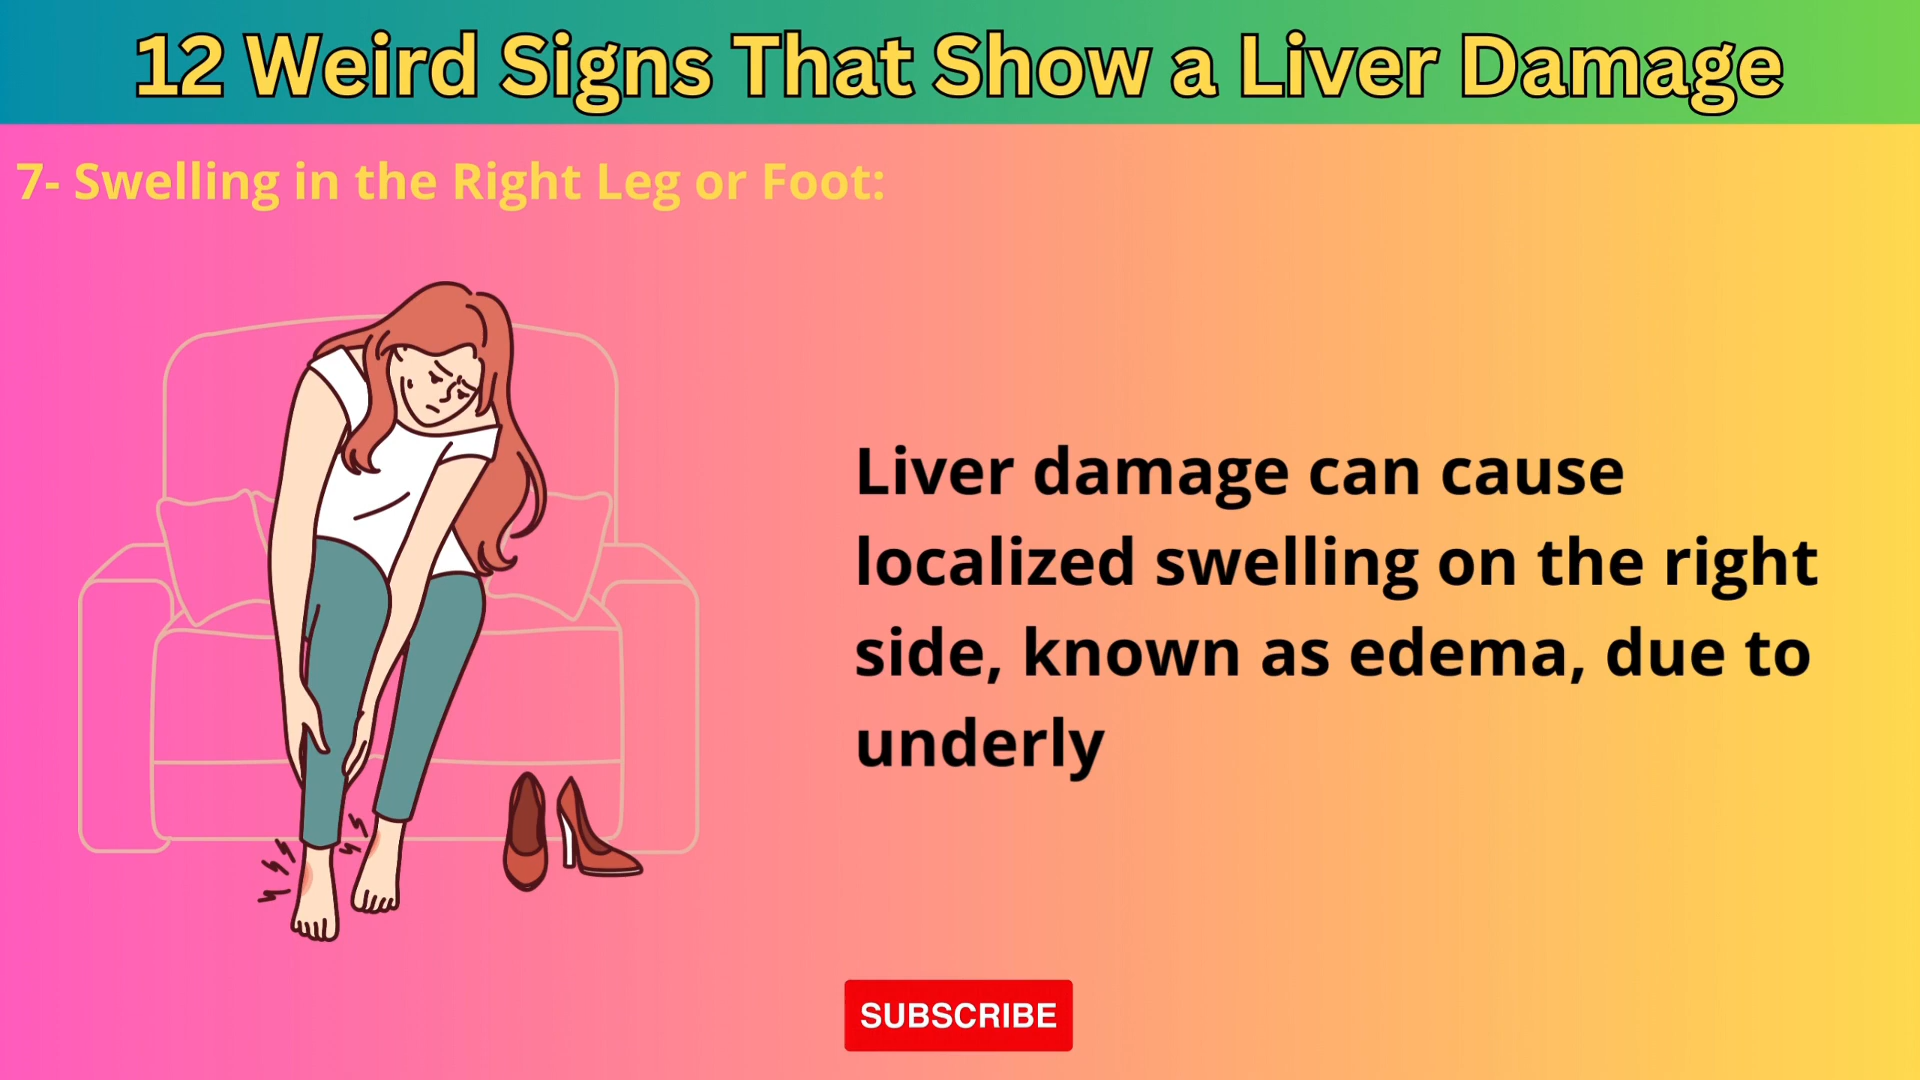 12 Weird Signs That Show a Liver Damage
7- Swelling in the Right Leg or Foot:
Liver damage can cause
localized swelling on the right
side, known as edema, due to
underly
SUBSCRIBE